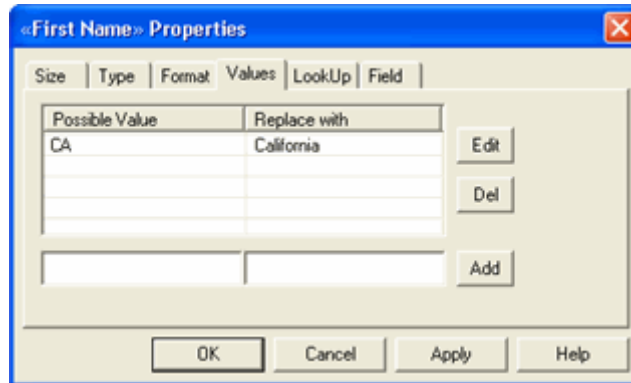 «First Name» Properties
Size Type Format Values LookUp Field
Possible Value Replace with
CA California
Edit
Del
Add
OK Cancel Apply Help